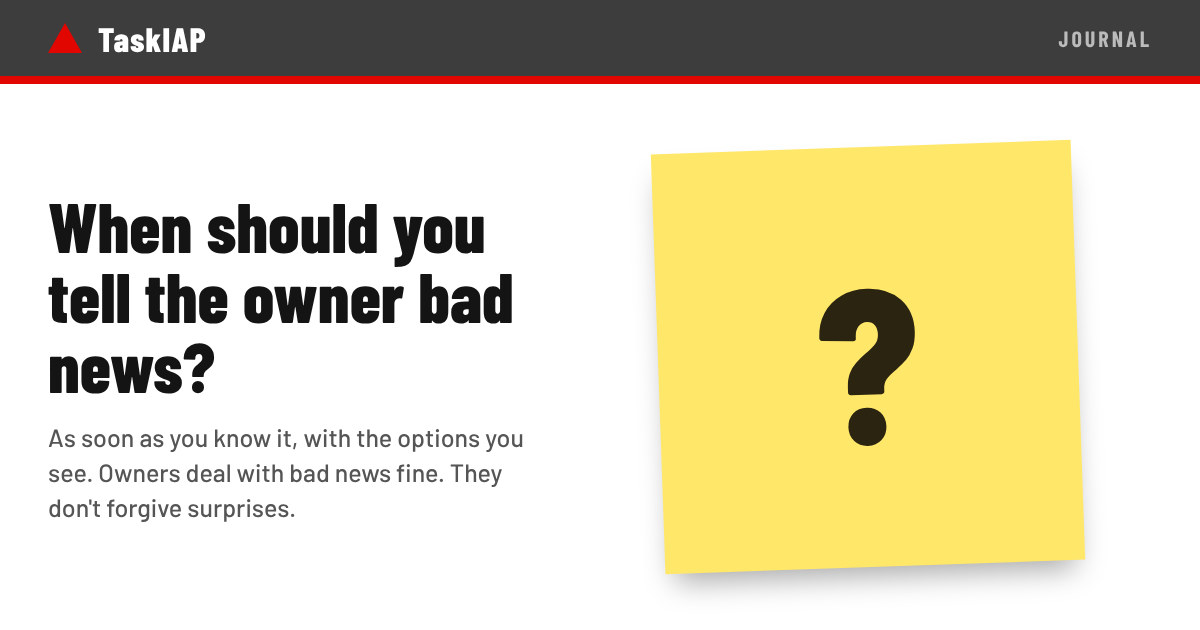 TaskIAP
JOURNAL
When should you
tell the owner bad
news?
As soon as you know it, with the options you
see. Owners deal with bad news fine. They
don't forgive surprises.
?